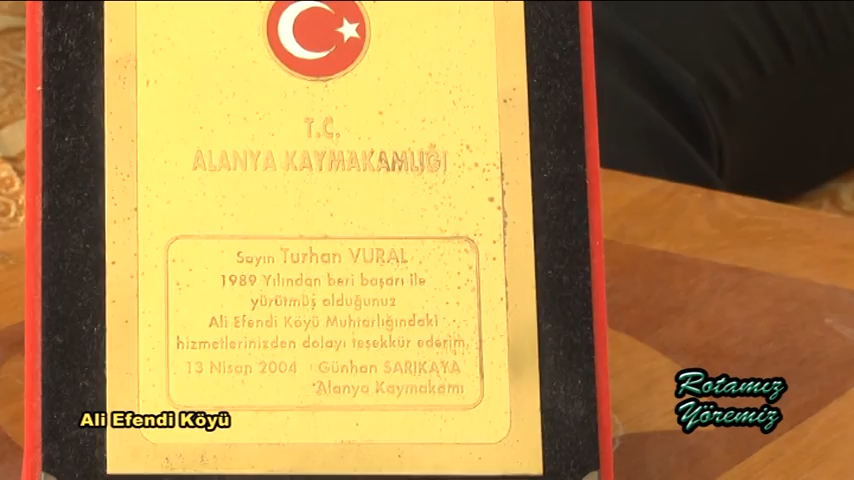 T.C.
ALANYA KAYMAKAMLIĞI
Sayın Turhan VURAL
1989 Yılından beri başarı ile
yürütmüş olduğunuz
Ali Efendi Köyü Muhtarlığındaki
hizmetlerinizden dolayı teşekkür ederim.
13 Nisan 2004 Günhan SARIKAYA
Alanya Kaymakamı
Ali Efendi Köyü
Rotamız
Yöremiz